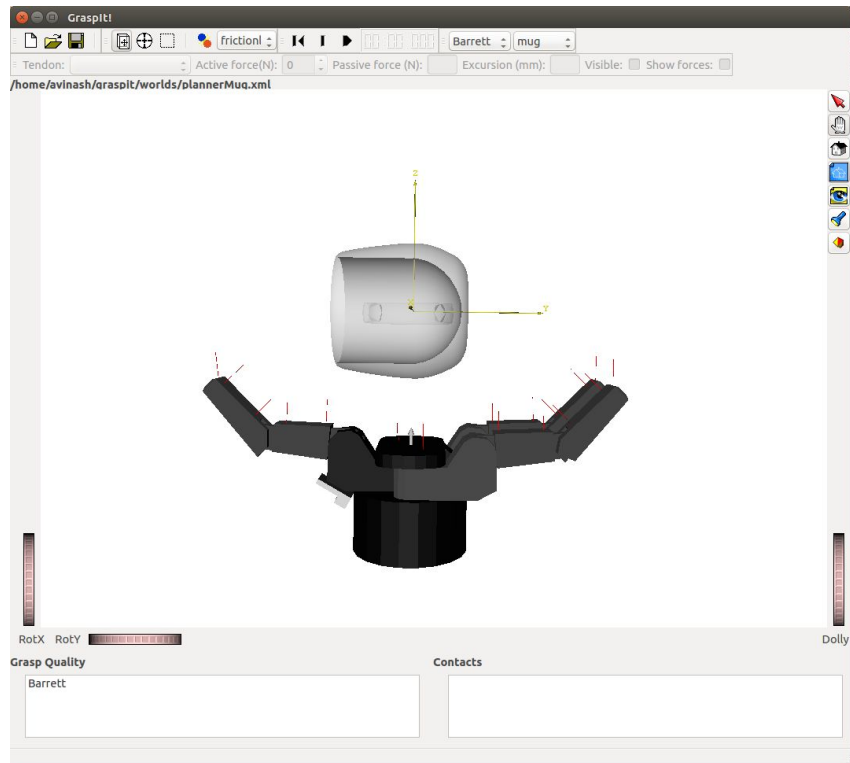 GraspIt!
frictionl Barrett mug
Tendon: Active force(N): 0 Passive force (N): Excursion (mm): Visible: Show forces:
/home/avinash/graspit/worlds/plannerMug.xml
Z
Y
RotX RotY Dolly
Grasp Quality Contacts
Barrett